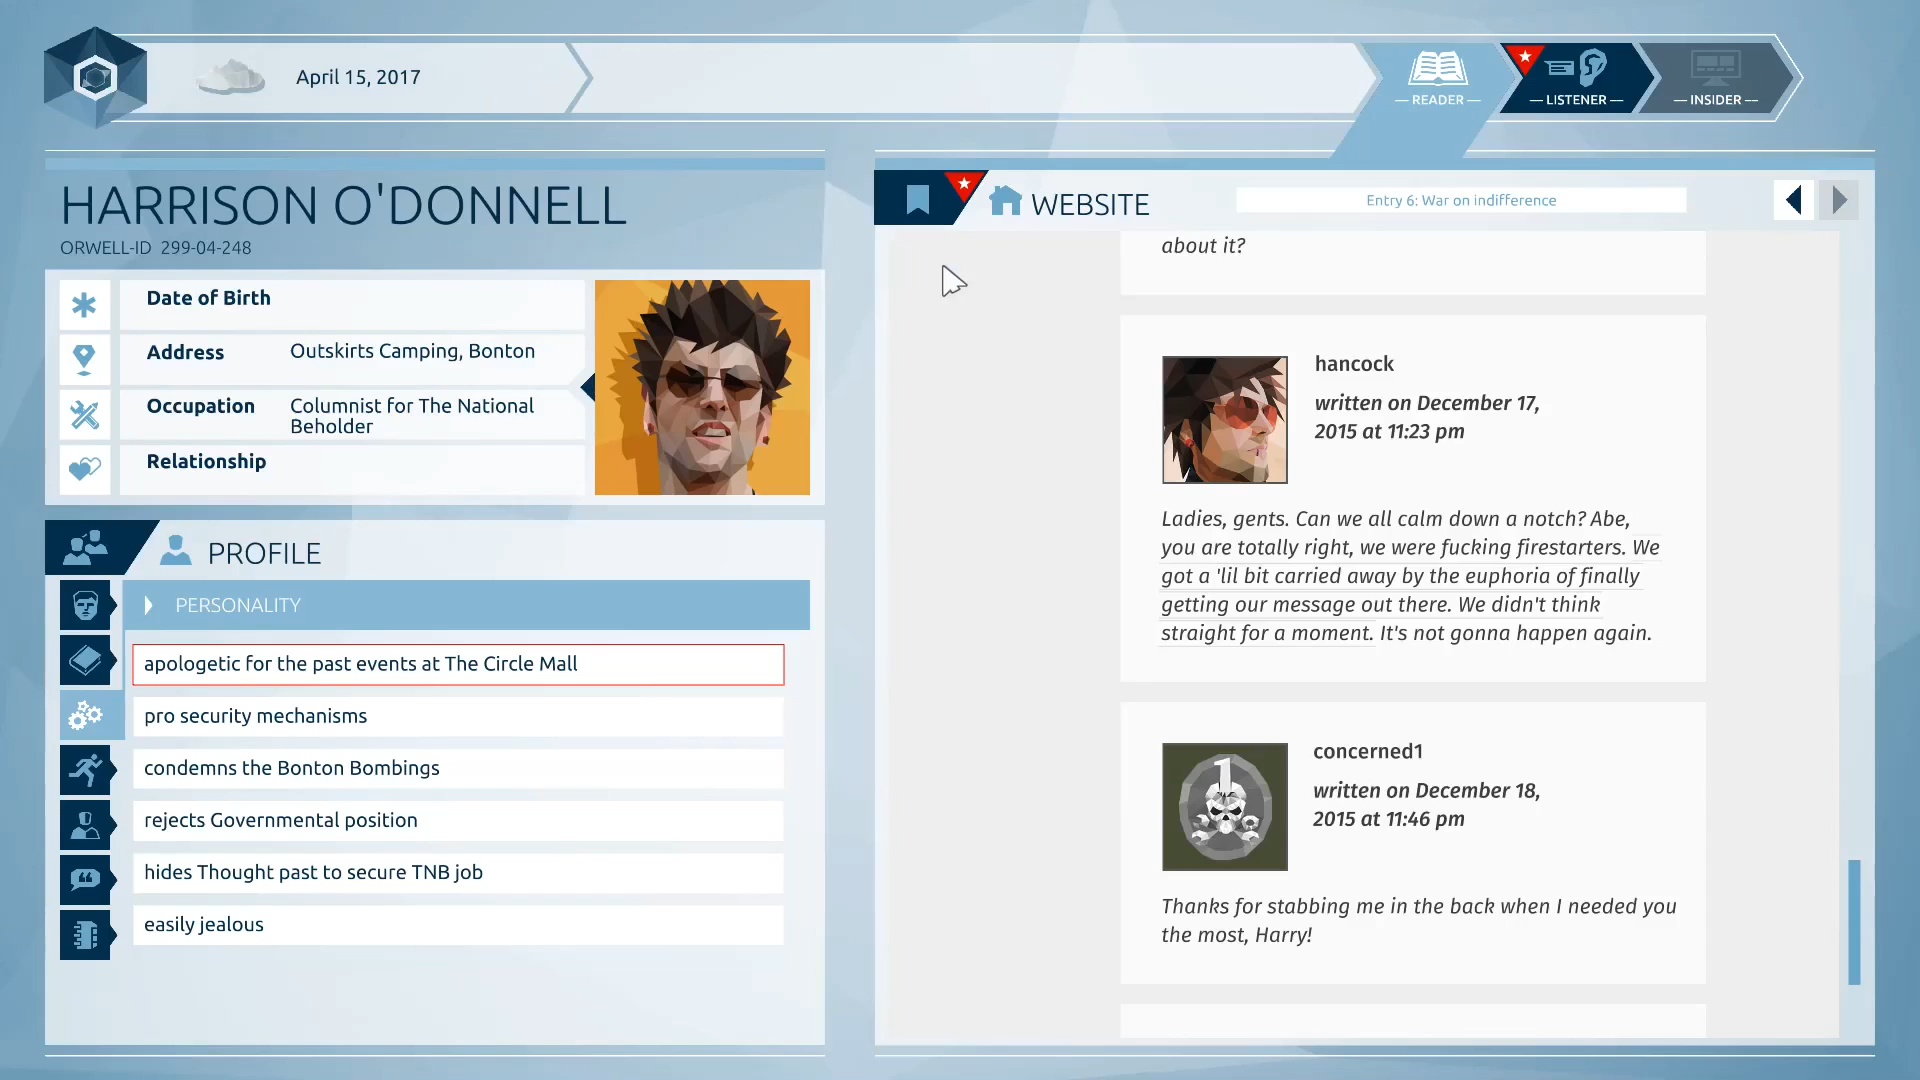 April 15, 2017
— READER —
— LISTENER —
— INSIDER —
HARRISON O'DONNELL
ORWELL-ID 299-04-248
Date of Birth
Address Outskirts Camping, Bonton
Occupation Columnist for The National
Beholder
Relationship
PROFILE
PERSONALITY
apologetic for the past events at The Circle Mall
pro security mechanisms
condemns the Bonton Bombings
rejects Governmental position
hides Thought past to secure TNB job
easily jealous
WEBSITE
Entry 6: War on indifference
about it?
hancock
written on December 17,
2015 at 11:23 pm
Ladies, gents. Can we all calm down a notch? Abe,
you are totally right, we were fucking firestarters. We
got a 'lil bit carried away by the euphoria of finally
getting our message out there. We didn't think
straight for a moment. It's not gonna happen again.
concerned1
written on December 18,
2015 at 11:46 pm
Thanks for stabbing me in the back when I needed you
the most, Harry!